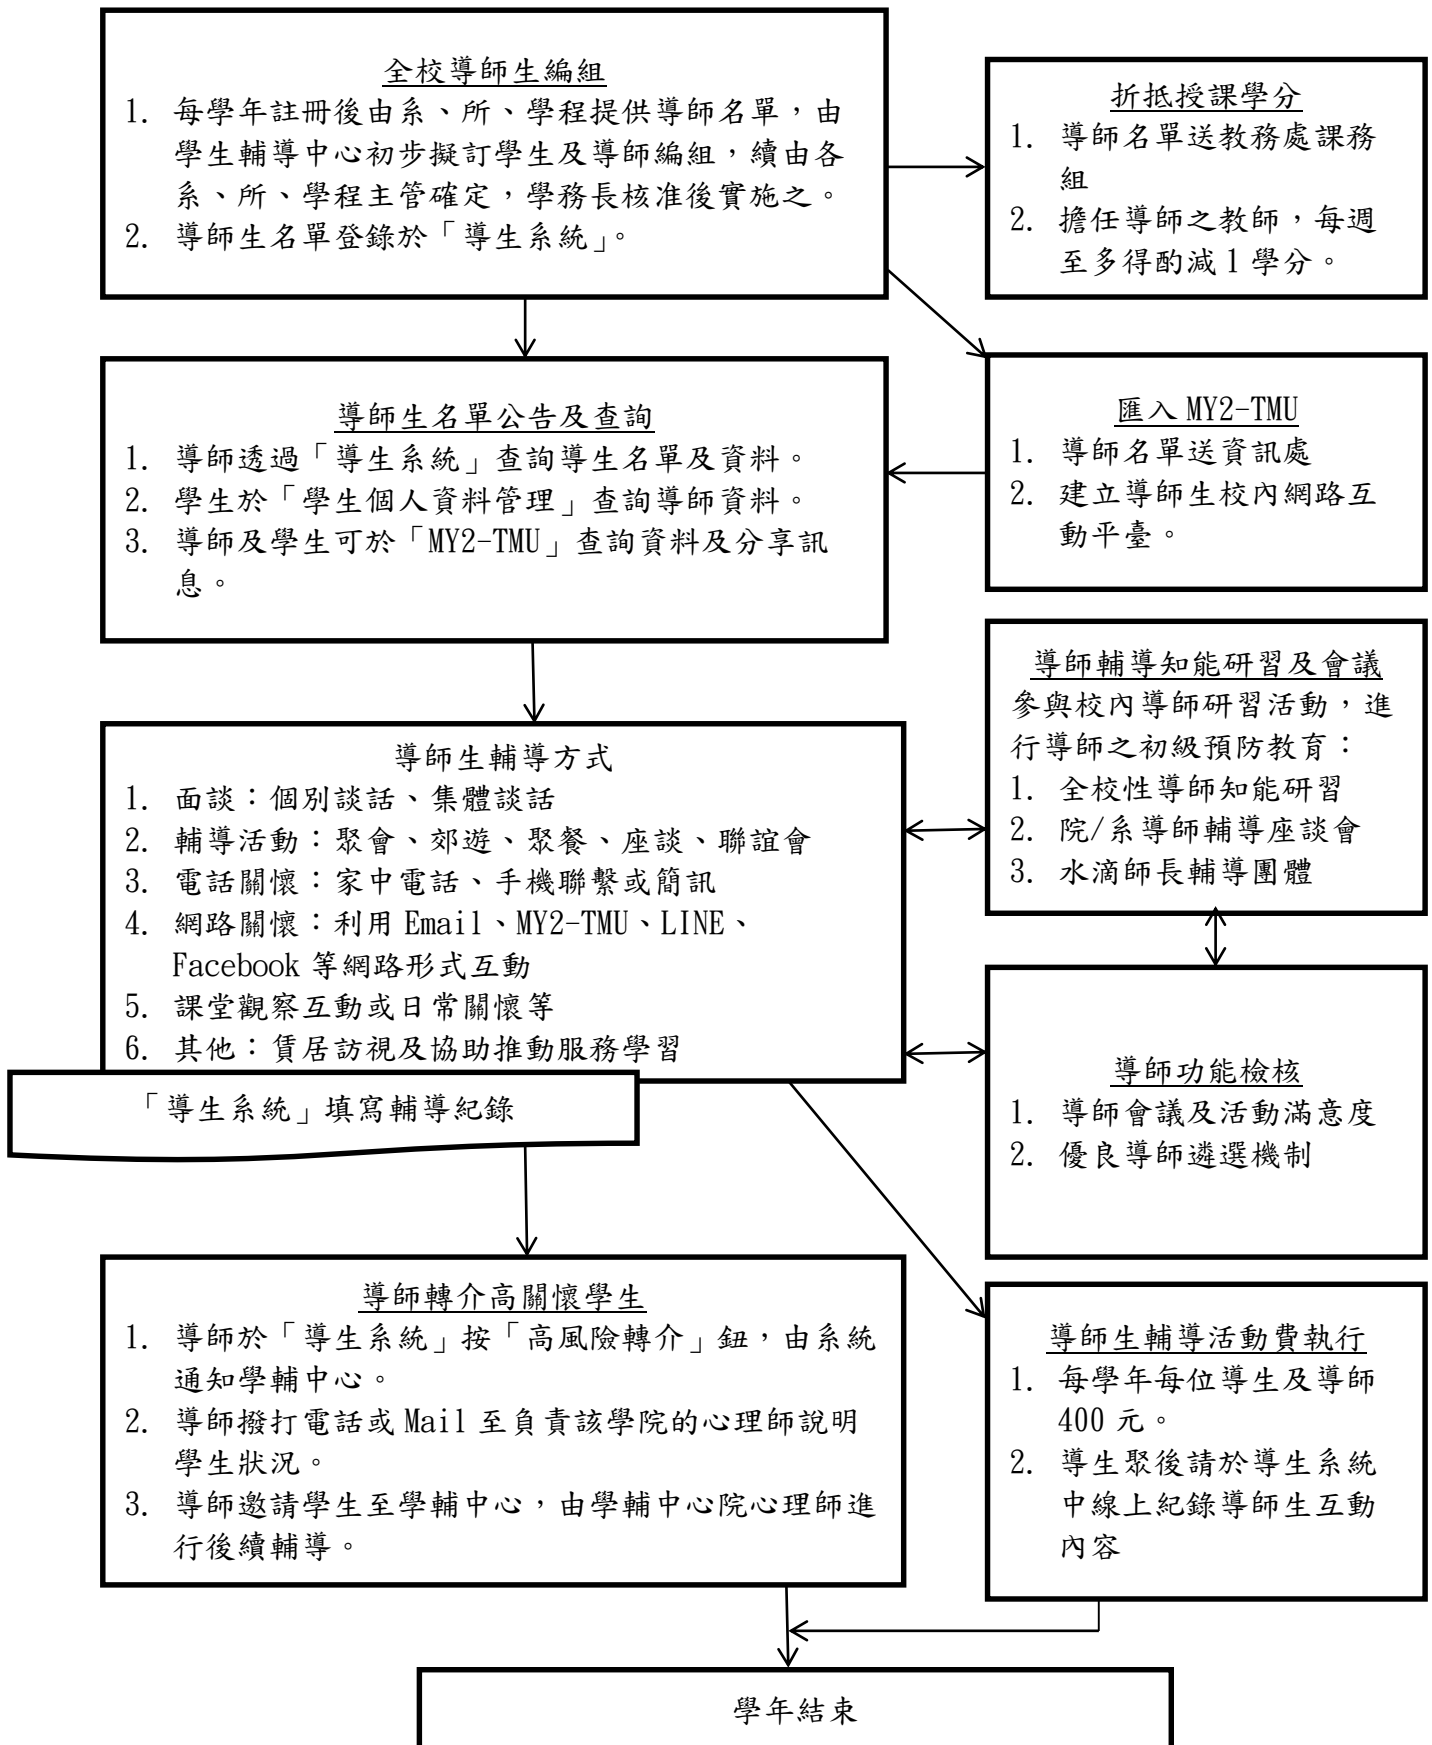 全校導師生編組
1. 每學年註冊後由系、所、學程提供導師名單，由
學生輔導中心初步擬訂學生及導師編組，續由各
系、所、學程主管確定，學務長核准後實施之。
2. 導師生名單登錄於「導生系統」。
折抵授課學分
1. 導師名單送教務處課務
組
2. 擔任導師之教師，每週
至多得酌減1學分。
導師生名單公告及查詢
1. 導師透過「導生系統」查詢導生名單及資料。
2. 學生於「學生個人資料管理」查詢導師資料。
3. 導師及學生可於「MY2-TMU」查詢資料及分享訊
息。
匯入 MY2-TMU
1. 導師名單送資訊處
2. 建立導師生校內網路互
動平臺。
導師輔導知能研習及會議
參與校內導師研習活動，進
行導師之初級預防教育：
1. 全校性導師知能研習
2. 院/系導師輔導座談會
3. 水滴師長輔導團體
導師生輔導方式
1. 面談：個別談話、集體談話
2. 輔導活動：聚會、郊遊、聚餐、座談、聯誼會
3. 電話關懷：家中電話、手機聯繫或簡訊
4. 網路關懷：利用 Email、MY2-TMU、LINE、
Facebook 等網路形式互動
5. 課堂觀察互動或日常關懷等
6. 其他：賃居訪視及協助推動服務學習
「導生系統」填寫輔導紀錄
導師功能檢核
1. 導師會議及活動滿意度
2. 優良導師遴選機制
導師轉介高關懷學生
1. 導師於「導生系統」按「高風險轉介」鈕，由系統
通知學輔中心。
2. 導師撥打電話或 Mail 至負責該學院的心理師說明
學生狀況。
3. 導師邀請學生至學輔中心，由學輔中心院心理師進
行後續輔導。
導師生輔導活動費執行
1. 每學年每位導生及導師
400 元。
2. 導生聚後請於導生系統
中線上紀錄導師生互動
內容
學年結束